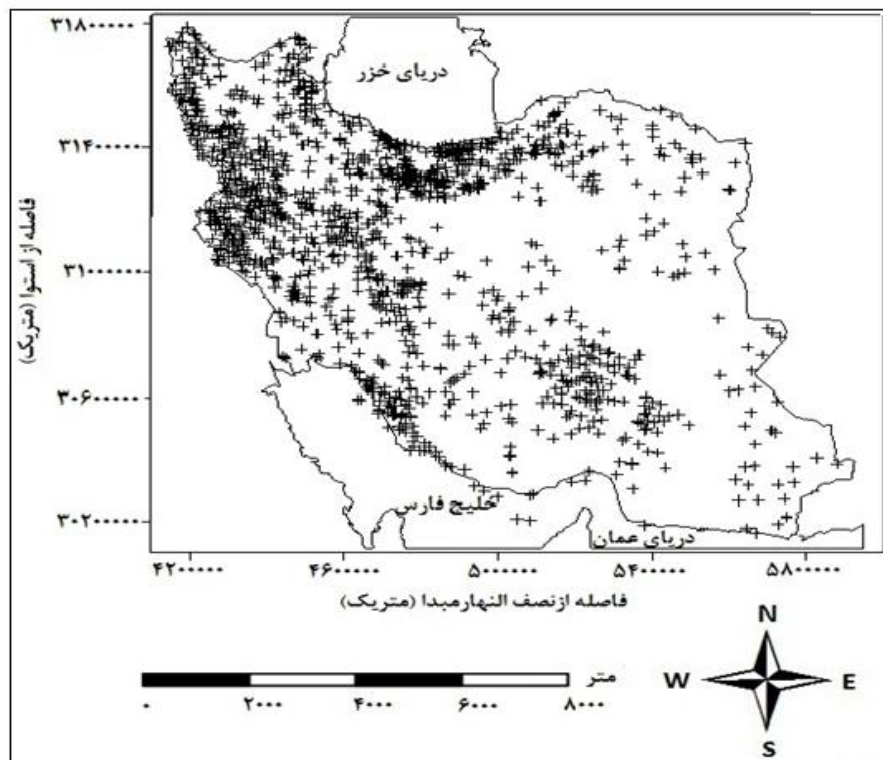 ۳۱۸۰۰۰۰۰
دریای خزر
۳۱۴۰۰۰۰۰
فاصله از استوا (متریک)
۳۱۰۰۰۰۰۰
۳۰۶۰۰۰۰۰
خلیج فارس
۳۰۲۰۰۰۰۰
دریای عمان
۴۲۰۰۰۰۰ ۴۶۰۰۰۰۰ ۵۰۰۰۰۰۰ ۵۴۰۰۰۰۰ ۵۸۰۰۰۰۰
فاصله ازنصف النهارمبدا (متریک)
N
متر
W E
۰ ۲۰۰۰ ۴۰۰۰ ۶۰۰۰ ۸۰۰۰
S